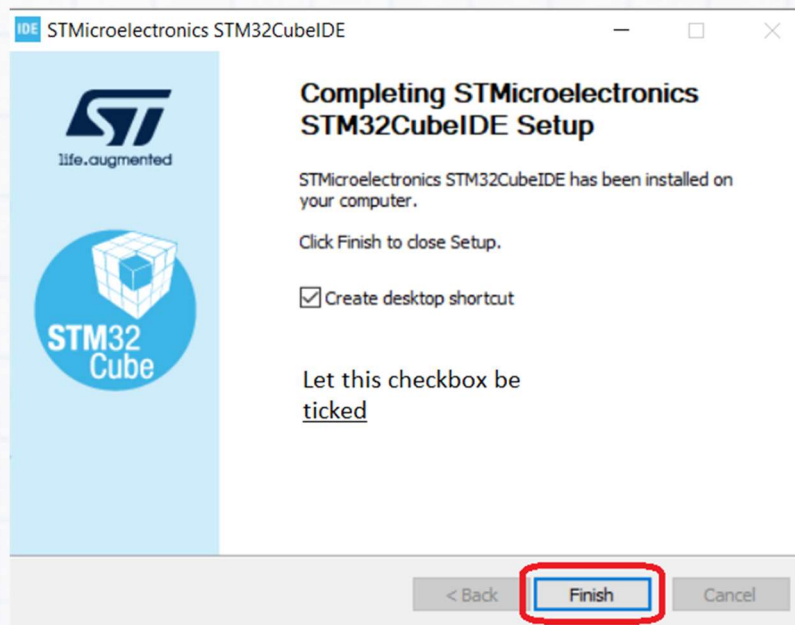 IDE STMicroelectronics STM32CubeIDE
ST
life.augmented
STM32
Cube
Completing STMicroelectronics
STM32CubeIDE Setup
STMicroelectronics STM32CubeIDE has been installed on
your computer.
Click Finish to close Setup.
Create desktop shortcut
Let this checkbox be
ticked
< Back
Finish
Cancel